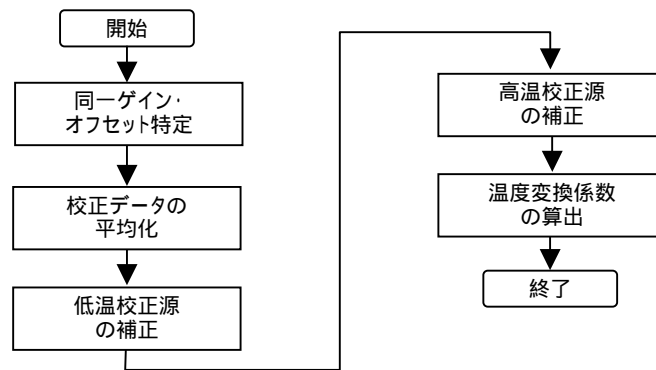 開始
同一ゲイン・
オフセット特定
校正データの
平均化
低温校正源
の補正
高温校正源
の補正
温度変換係数
の算出
終了